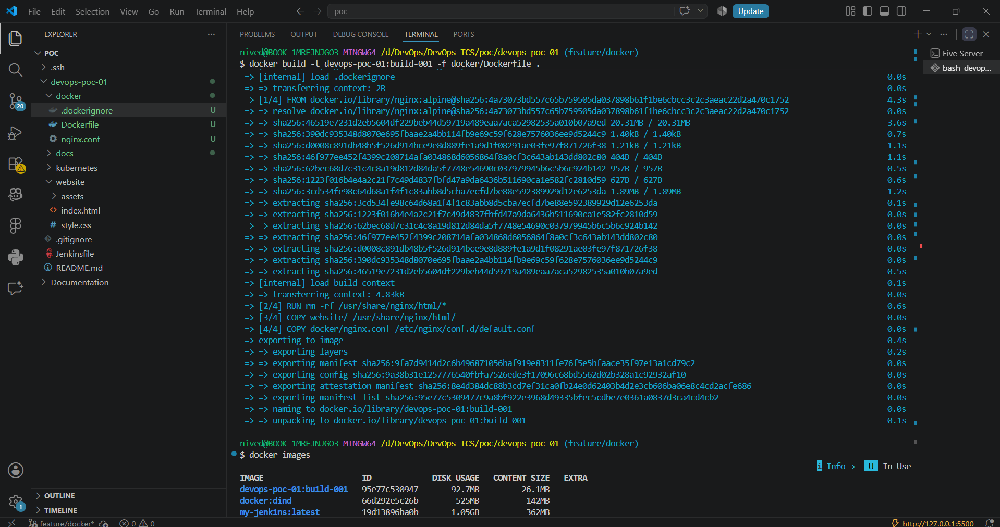 File Edit Selection View Go Run Terminal Help
poc
Update
EXPLORER
POC
.ssh
devops-poc-01
docker
.dockerignore U
Dockerfile U
nginx.conf U
docs
kubernetes
website
assets
index.html
style.css
.gitignore
Jenkinsfile
README.md
Documentation
OUTLINE
TIMELINE
20
1
PROBLEMS OUTPUT DEBUG CONSOLE TERMINAL PORTS
Five Server
bash devop...
nived@BOOK-1MRFJNJGO3 MINGW64 /d/DevOps/DevOps TCS/poc/devops-poc-01 (feature/docker)
$ docker build -t devops-poc-01:build-001 -f docker/Dockerfile .
=> [internal] load .dockerignore 0.0s
=> => transferring context: 2B 0.0s
=> [1/4] FROM docker.io/library/nginx:alpine@sha256:4a73073bd557c65b759505da037898b61f1be6cbcc3c2c3aeac22d2a470c1752 4.3s
=> => resolve docker.io/library/nginx:alpine@sha256:4a73073bd557c65b759505da037898b61f1be6cbcc3c2c3aeac22d2a470c1752 0.0s
=> => sha256:46519e7231d2eb5604df229beb44d59719a489eaa7aca52982535a010b07a9ed 20.31MB / 20.31MB 3.6s
=> => sha256:390dc935348d8070e695fbaae2a4bb114fb9e69c59f628e7576036ee9d5244c9 1.40kB / 1.40kB 0.7s
=> => sha256:d0008c891db48b5f526d914bce9e8d889fe1a9d1f08291ae03fe97f871726f38 1.21kB / 1.21kB 1.1s
=> => sha256:46f977ee452f4399c208714afa034868d6056864f8a0cf3c643ab143dd802c80 404B / 404B 1.1s
=> => sha256:62bec68d7c31c4c8a19d812d84da5f7748e54690c037979945b6c5b6c924b142 957B / 957B 0.5s
=> => sha256:1223f016b4e4a2c21f7c49d4837fbfd47a9da6436b511690ca1e582fc2810d59 627B / 627B 0.6s
=> => sha256:3cd534fe98c64d68a1f4f1c83abb8d5cba7ecfd7be88e592389929d12e6253da 1.89MB / 1.89MB 1.2s
=> => extracting sha256:3cd534fe98c64d68a1f4f1c83abb8d5cba7ecfd7be88e592389929d12e6253da 0.1s
=> => extracting sha256:1223f016b4e4a2c21f7c49d4837fbfd47a9da6436b511690ca1e582fc2810d59 0.0s
=> => extracting sha256:62bec68d7c31c4c8a19d812d84da5f7748e54690c037979945b6c5b6c924b142 0.0s
=> => extracting sha256:46f977ee452f4399c208714afa034868d6056864f8a0cf3c643ab143dd802c80 0.0s
=> => extracting sha256:d0008c891db48b5f526d914bce9e8d889fe1a9d1f08291ae03fe97f871726f38 0.0s
=> => extracting sha256:390dc935348d8070e695fbaae2a4bb114fb9e69c59f628e7576036ee9d5244c9 0.0s
=> => extracting sha256:46519e7231d2eb5604df229beb44d59719a489eaa7aca52982535a010b07a9ed 0.5s
=> [internal] load build context 0.1s
=> => transferring context: 4.83kB 0.0s
=> [2/4] RUN rm -rf /usr/share/nginx/html/* 0.6s
=> [3/4] COPY website/ /usr/share/nginx/html/ 0.0s
=> [4/4] COPY docker/nginx.conf /etc/nginx/conf.d/default.conf 0.0s
=> exporting to image 0.4s
=> => exporting layers 0.2s
=> => exporting manifest sha256:9fa7d9414d2c6b496871056baf919e8311fe76f5e5bfaace35f97e13a1cd79c2 0.0s
=> => exporting config sha256:9a38b31e1257776540fbfa7526ede3f17096c68bd5562d02b328a1c92932af10 0.0s
=> => exporting attestation manifest sha256:8e4d384dc88b3cd7ef31ca0fb24e0d62403b4d2e3cb606ba06e8c4cd2acfe686 0.0s
=> => exporting manifest list sha256:95e77c5309477c9a8bf922e3968d49335bfec5cdbe7e0361a0837d3ca4cd4cb2 0.0s
=> => naming to docker.io/library/devops-poc-01:build-001 0.0s
=> => unpacking to docker.io/library/devops-poc-01:build-001 0.1s
nived@BOOK-1MRFJNJGO3 MINGW64 /d/DevOps/DevOps TCS/poc/devops-poc-01 (feature/docker)
$ docker images
i Info → U In Use
IMAGE ID DISK USAGE CONTENT SIZE EXTRA
devops-poc-01:build-001 95e77c530947 92.7MB 26.1MB
docker:dind 66d292e5c26b 525MB 142MB
my-jenkins:latest 19d13896ba0b 1.05GB 362MB
feature/docker* 0 0 http://127.0.0.1:5500